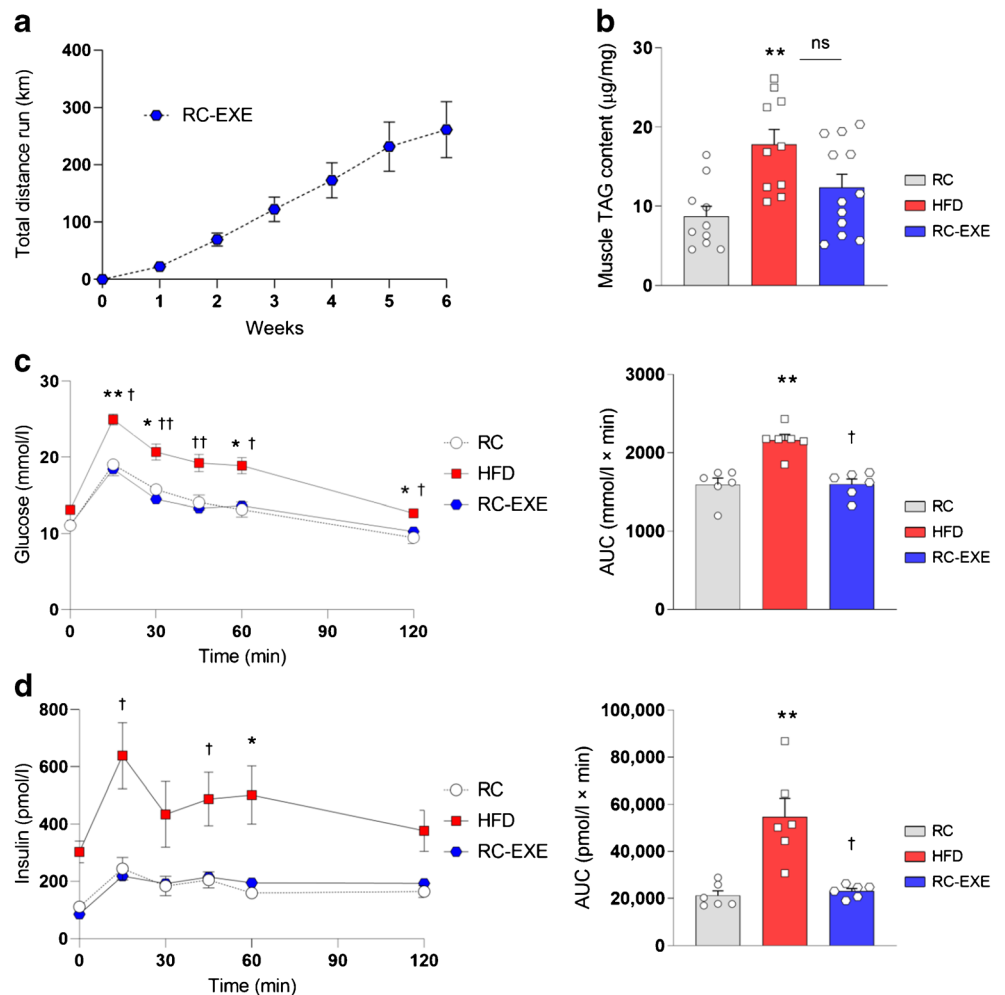 a
Total distance run (km)
400
300
200
100
0
RC-EXE
0 1 2 3 4 5 6
Weeks
b
Muscle TAG content (μg/mg)
30
20
10
0
** ns
RC
HFD
RC-EXE
c
Glucose (mmol/l)
30
20
10
0
** †
* ††
††
* †
* †
RC
HFD
RC-EXE
0 30 60 90 120
Time (min)
AUC (mmol/l × min)
3000
2000
1000
0
**
†
RC
HFD
RC-EXE
d
Insulin (pmol/l)
800
600
400
200
0
†
†
*
RC
HFD
RC-EXE
0 30 60 90 120
Time (min)
AUC (pmol/l × min)
100,000
80,000
60,000
40,000
20,000
0
**
†
RC
HFD
RC-EXE